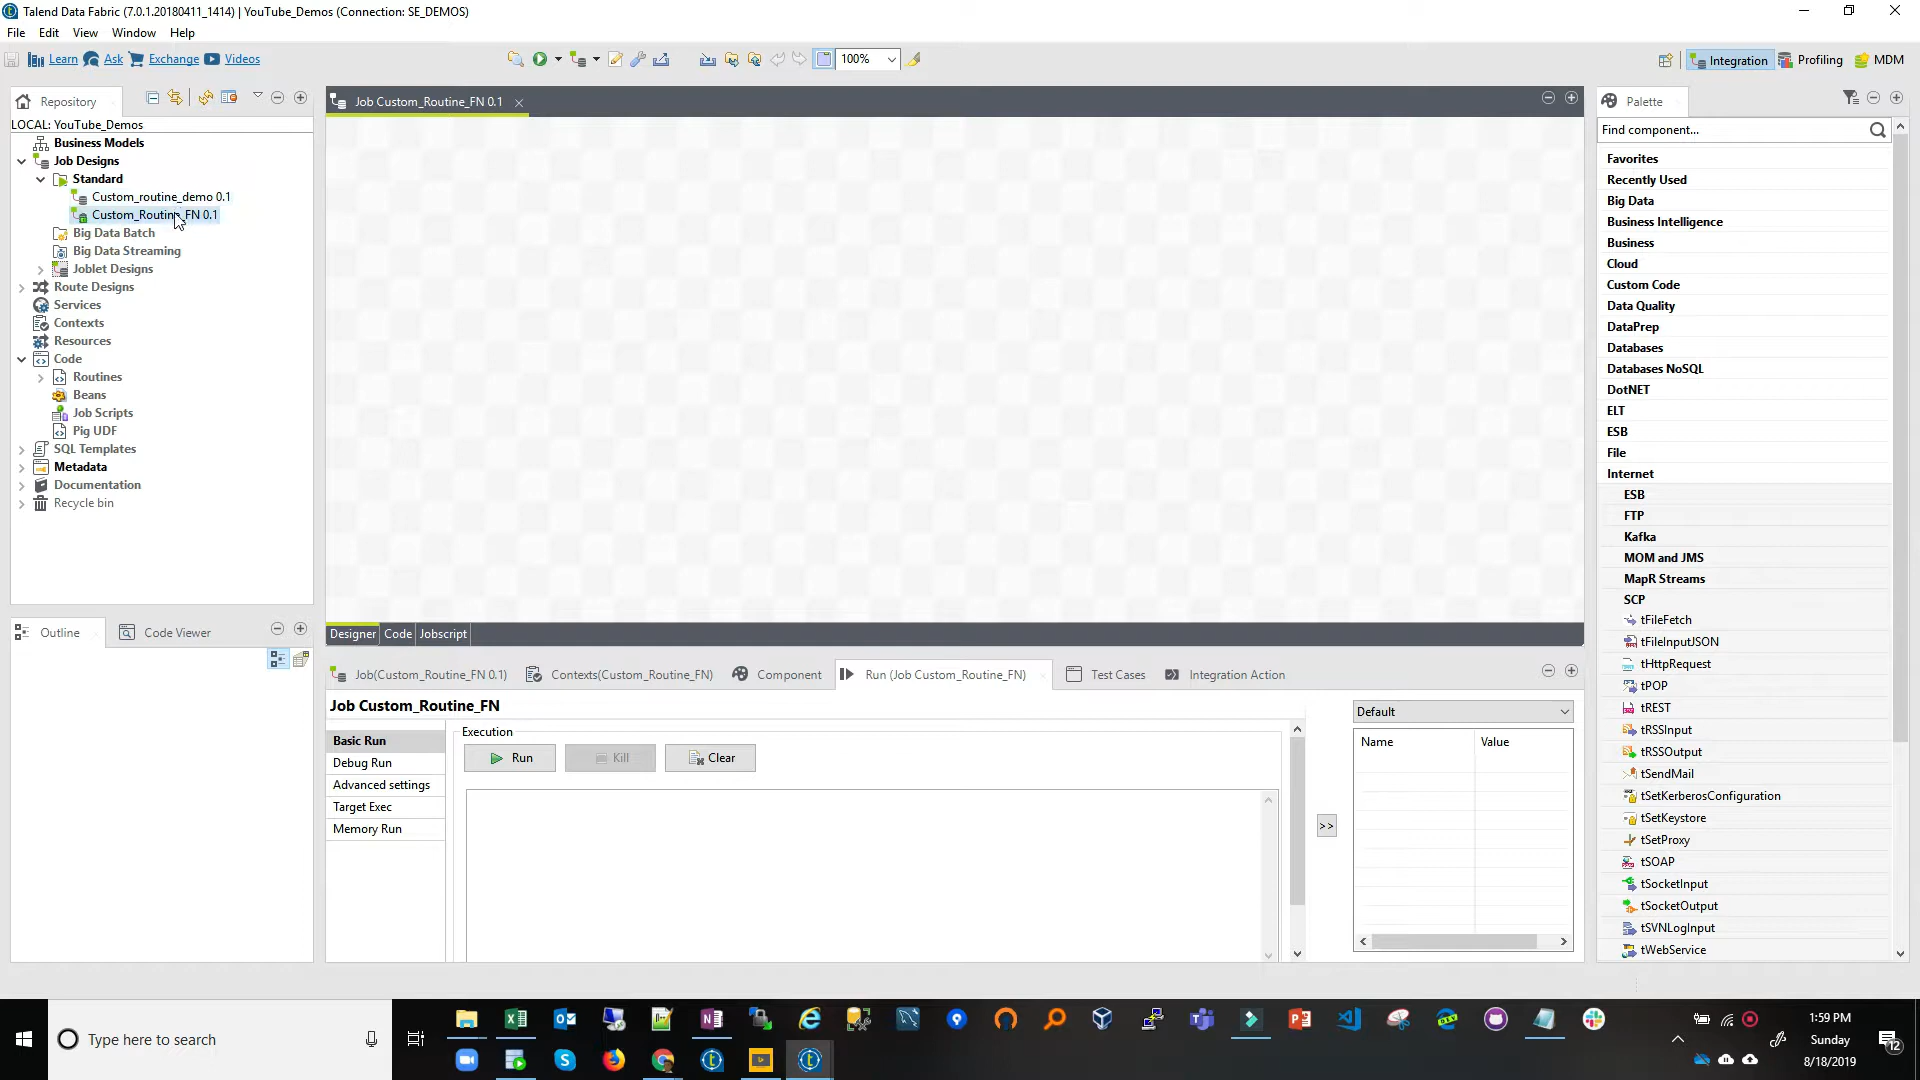 Talend Data Fabric (7.0.1.20180411_1414) | YouTube_Demos (Connection: SE_DEMOS)
File Edit View Window Help
Learn Ask Exchange Videos
100%
Integration Profiling MDM
Repository
LOCAL: YouTube_Demos
Business Models
Job Designs
Standard
Custom_routine_demo 0.1
Custom_Routine_FN 0.1
Big Data Batch
Big Data Streaming
Joblet Designs
Route Designs
Services
Contexts
Resources
Code
Routines
Beans
Job Scripts
Pig UDF
SQL Templates
Metadata
Documentation
Recycle bin
Outline Code Viewer
Job Custom_Routine_FN 0.1
Designer Code Jobscript
Job(Custom_Routine_FN 0.1) Contexts(Custom_Routine_FN) Component Run (Job Custom_Routine_FN) Test Cases Integration Action
Job Custom_Routine_FN
Basic Run
Debug Run
Advanced settings
Target Exec
Memory Run
Execution
Run Kill Clear
>>
Default
Name Value
Palette
Find component...
Favorites
Recently Used
Big Data
Business Intelligence
Business
Cloud
Custom Code
Data Quality
DataPrep
Databases
Databases NoSQL
DotNET
ELT
ESB
File
Internet
ESB
FTP
Kafka
MOM and JMS
MapR Streams
SCP
tFileFetch
tFileInputJSON
tHttpRequest
tPOP
tREST
tRSSInput
tRSSOutput
tSendMail
tSetKerberosConfiguration
tSetKeystore
tSetProxy
tSOAP
tSocketInput
tSocketOutput
tSVNLogInput
tWebService
Type here to search
1:59 PM
Sunday
8/18/2019
12